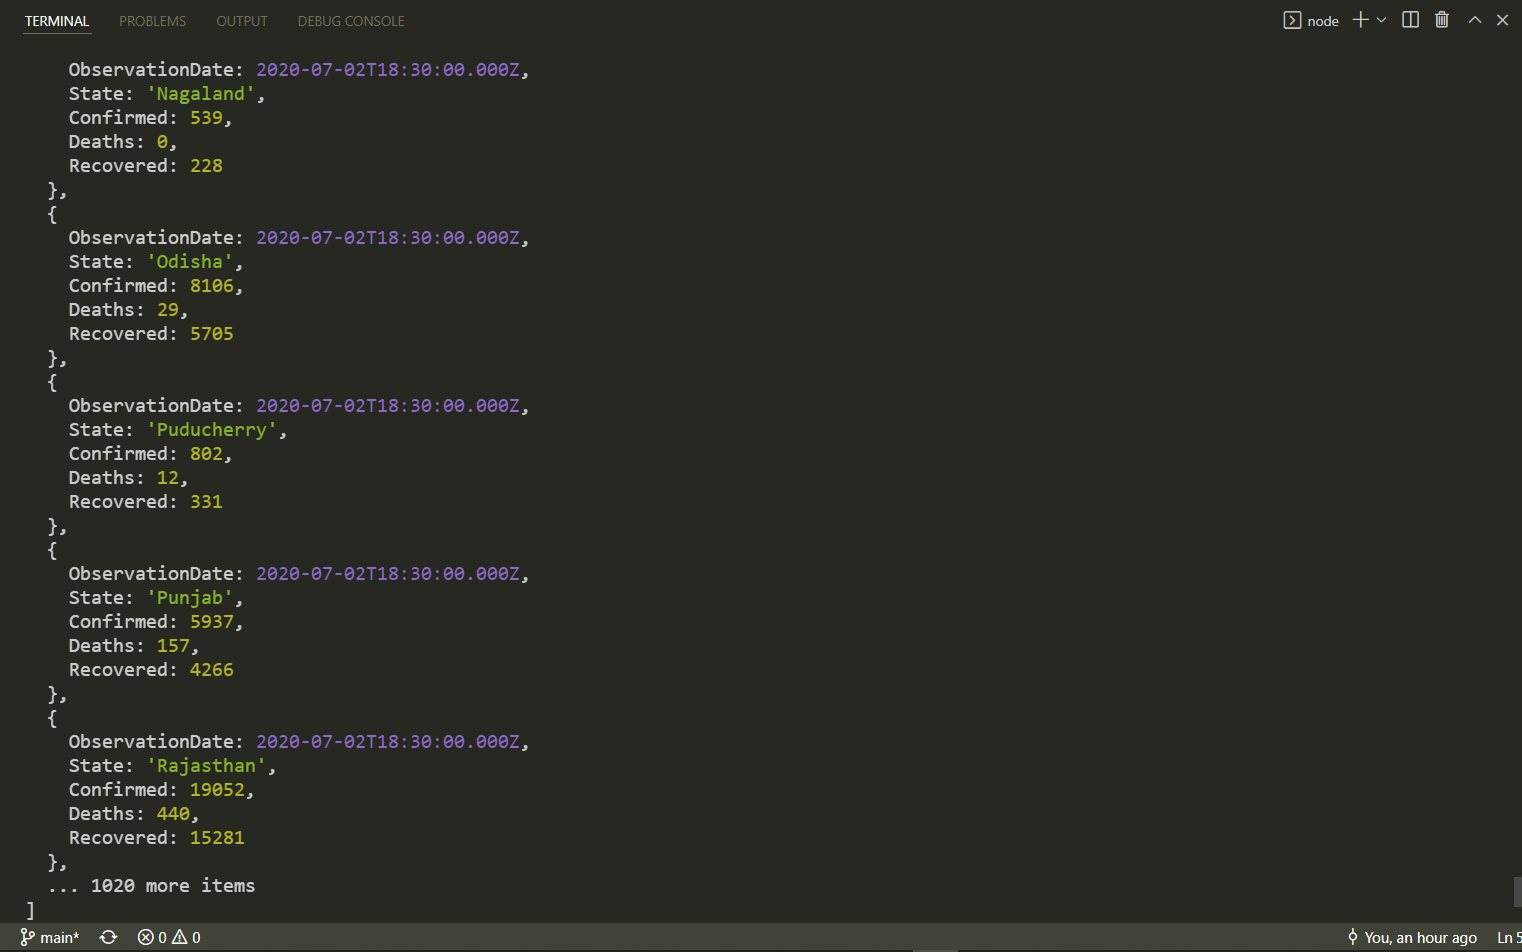 TERMINAL PROBLEMS OUTPUT DEBUG CONSOLE node
ObservationDate: 2020-07-02T18:30:00.000Z,
State: 'Nagaland',
Confirmed: 539,
Deaths: 0,
Recovered: 228
},
{
ObservationDate: 2020-07-02T18:30:00.000Z,
State: 'Odisha',
Confirmed: 8106,
Deaths: 29,
Recovered: 5705
},
{
ObservationDate: 2020-07-02T18:30:00.000Z,
State: 'Puducherry',
Confirmed: 802,
Deaths: 12,
Recovered: 331
},
{
ObservationDate: 2020-07-02T18:30:00.000Z,
State: 'Punjab',
Confirmed: 5937,
Deaths: 157,
Recovered: 4266
},
{
ObservationDate: 2020-07-02T18:30:00.000Z,
State: 'Rajasthan',
Confirmed: 19052,
Deaths: 440,
Recovered: 15281
},
... 1020 more items
]
main* 0 0 You, an hour ago Ln 5